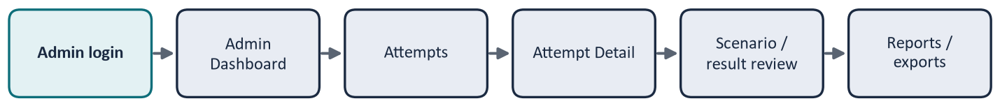 Admin login
Admin
Dashboard
Attempts
Attempt Detail
Scenario /
result review
Reports /
exports